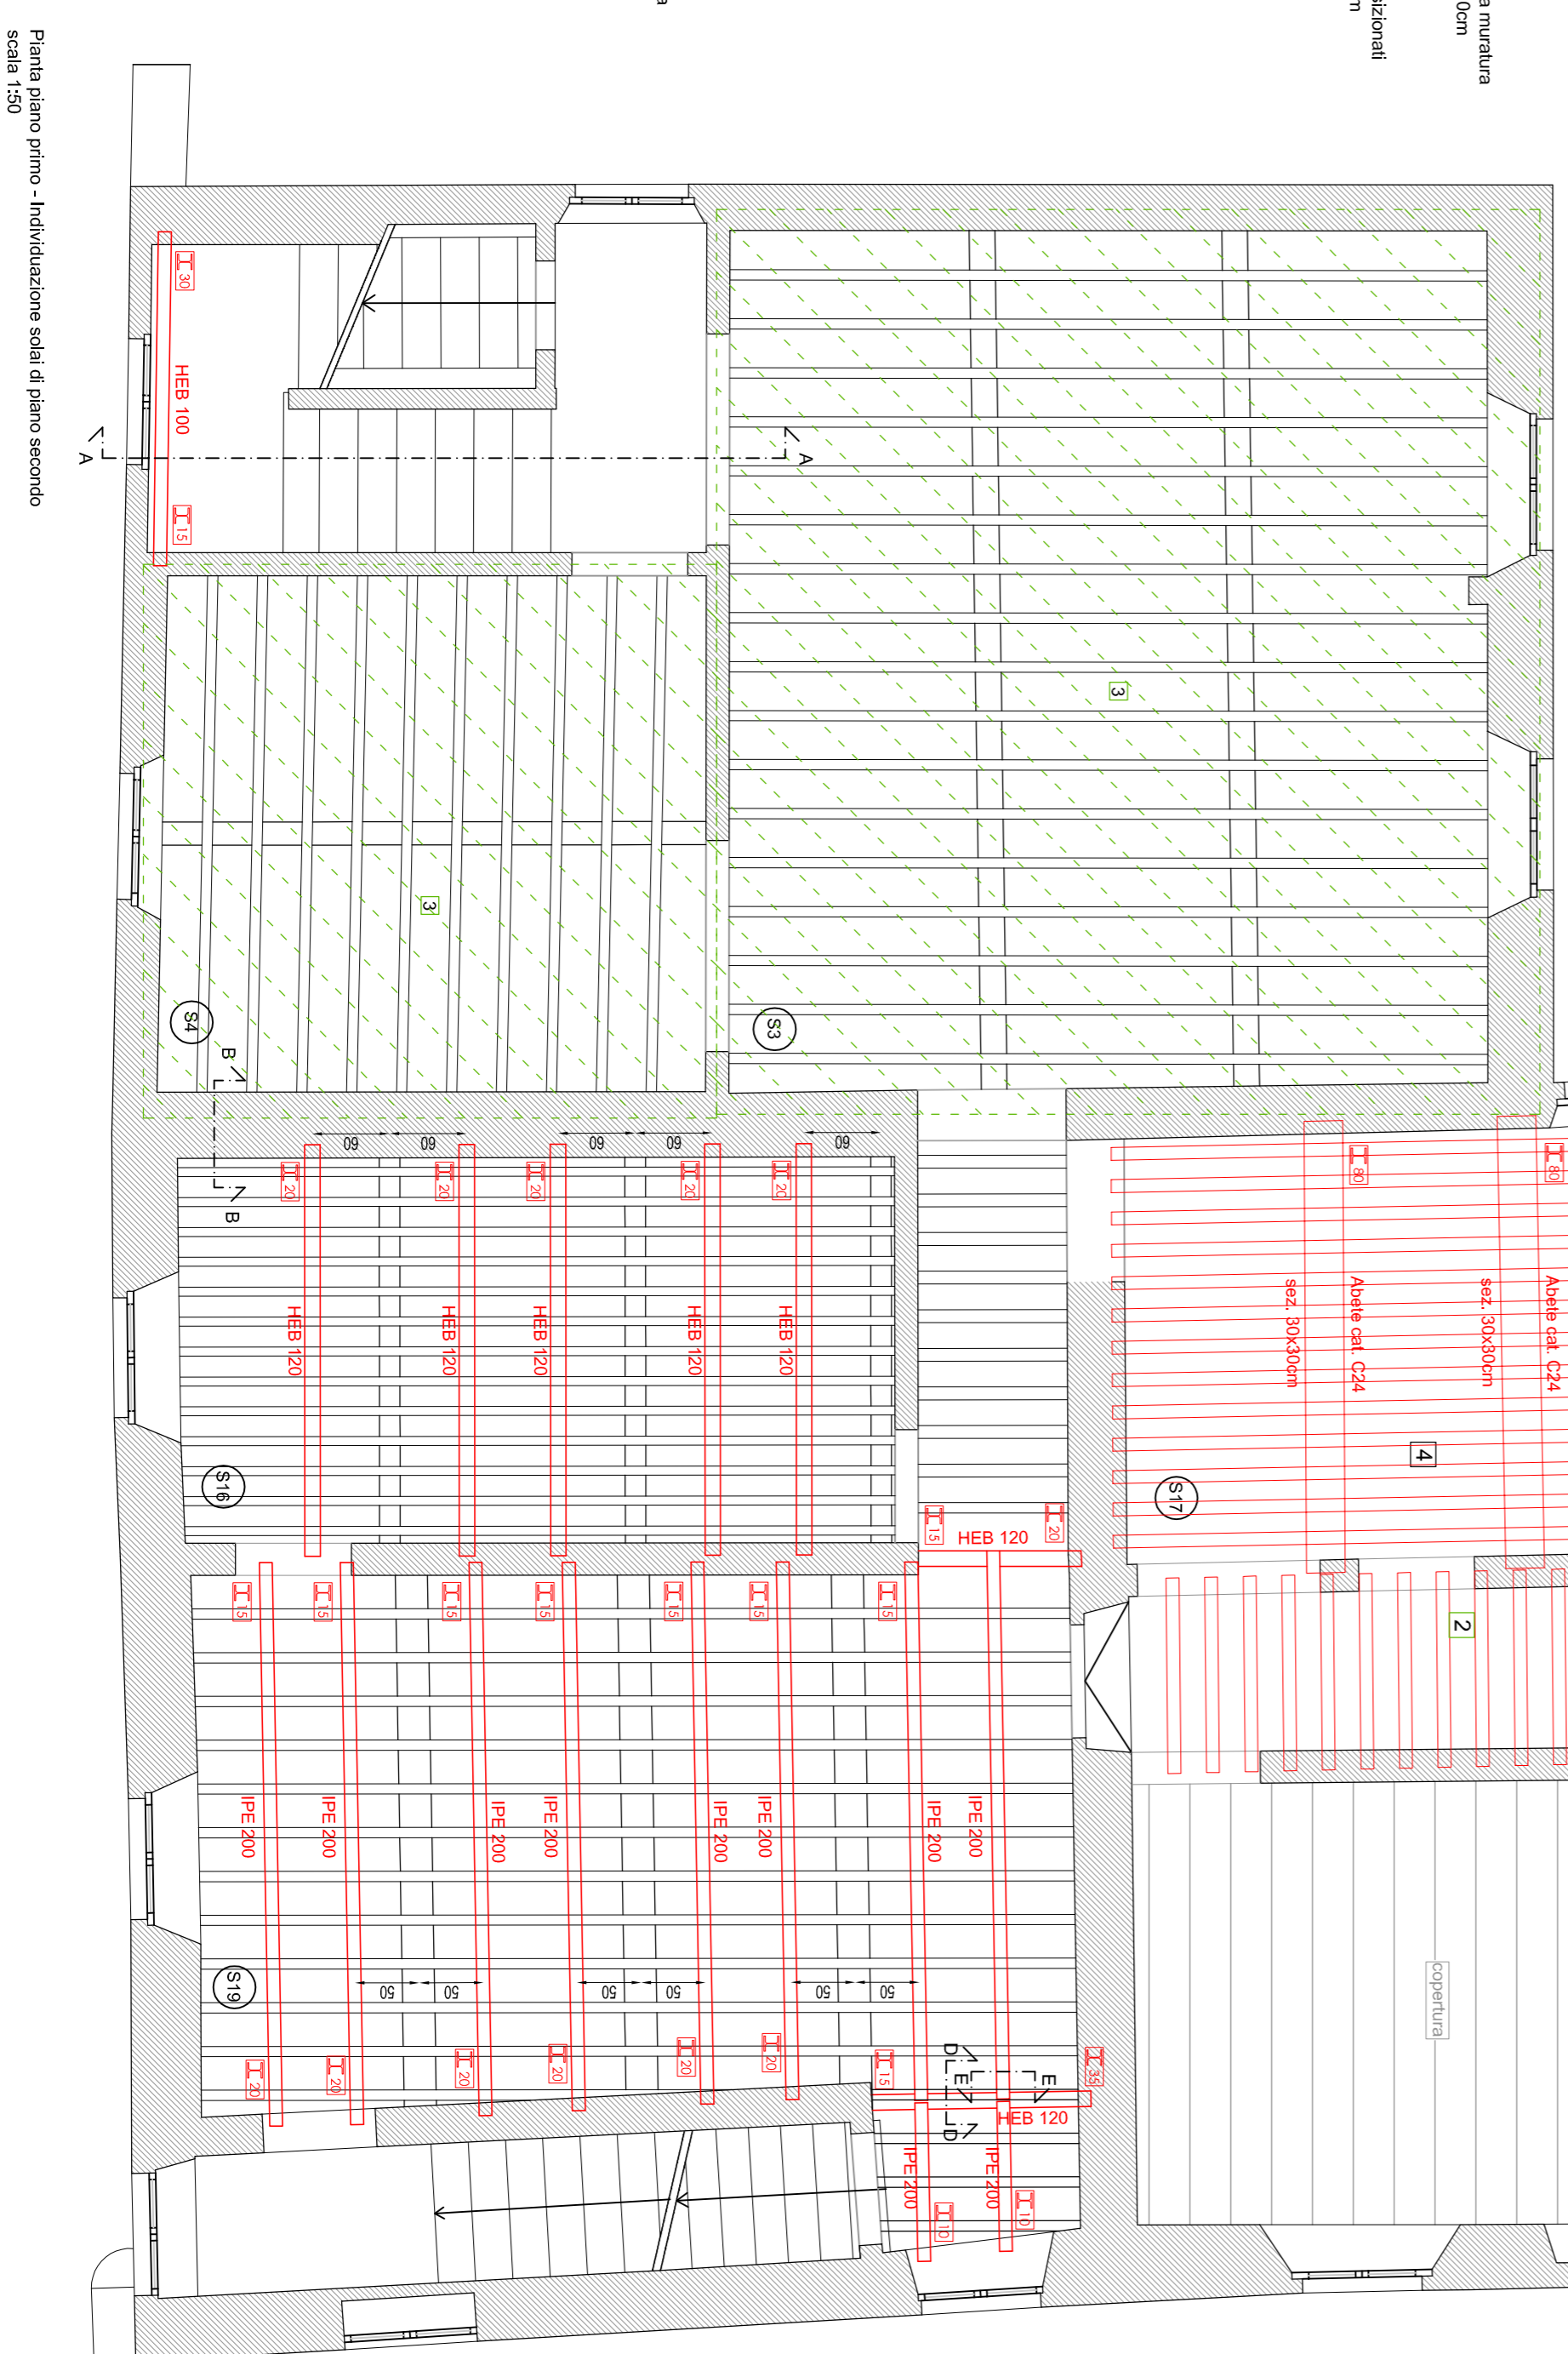 a muratura
0cm
sizionati
m
a
Pianta piano primo - Individuazione solai di piano secondo
scala 1:50
30
HEB 100
15
A
A
3
3
S3
S4
B
B
60
60
60
60
60
20
20
20
20
20
HEB 120
HEB 120
HEB 120
HEB 120
HEB 120
S16
80
80
Abete cat. C24
sez. 30x30cm
Abete cat. C24
sez. 30x30cm
4
S17
15
HEB 120
20
2
15
15
15
15
15
15
15
IPE 200
IPE 200
IPE 200
IPE 200
IPE 200
IPE 200
IPE 200
IPE 200
S19
50
50
50
50
50
50
copertura
20
20
20
20
20
20
15
35
D
D
E
E
HEB 120
IPE 200
IPE 200
10
10